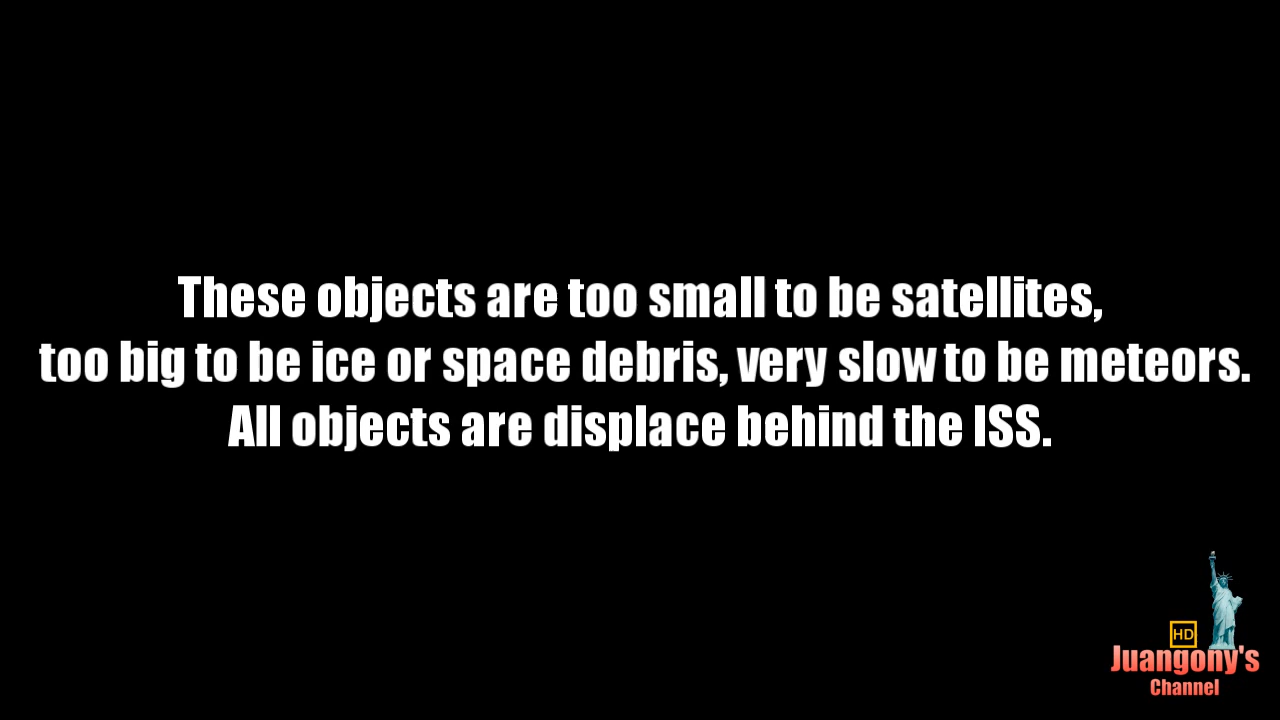 These objects are too small to be satellites,
too big to be ice or space debris, very slow to be meteors.
All objects are displace behind the ISS.
HD
Juangony's
Channel